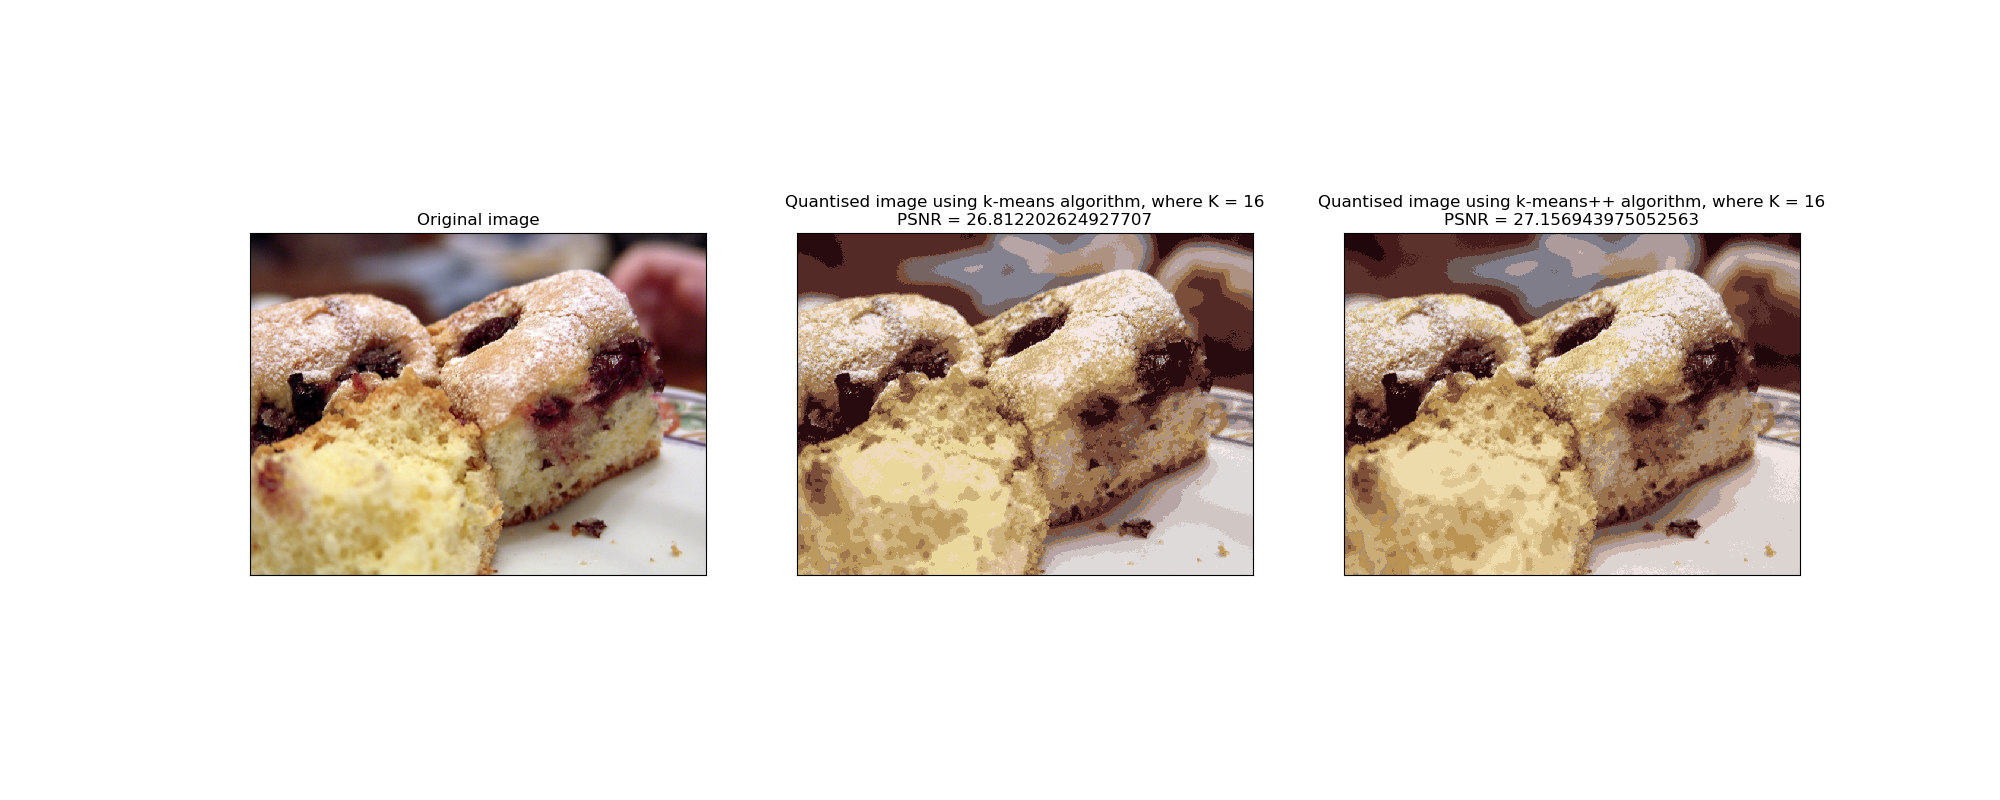 Original image
Quantised image using k-means algorithm, where K = 16
PSNR = 26.812202624927707
Quantised image using k-means++ algorithm, where K = 16
PSNR = 27.156943975052563